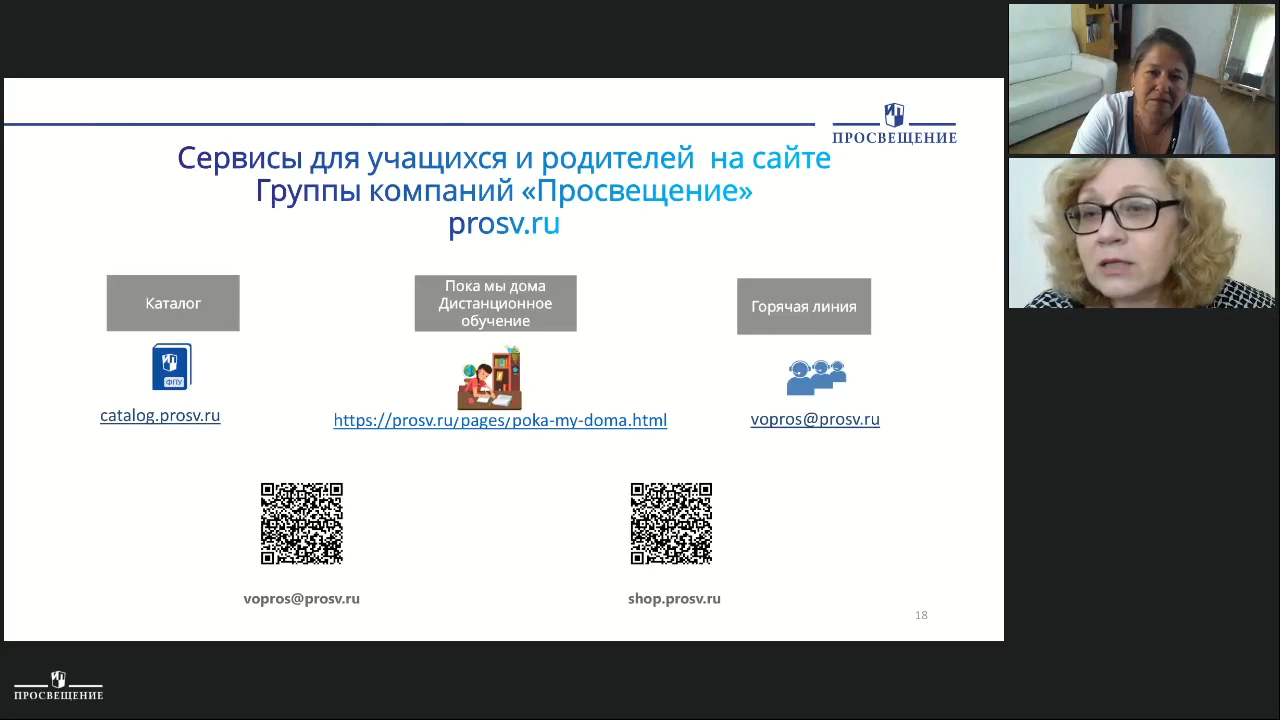 ПРОСВЕЩЕНИЕ
Сервисы для учащихся и родителей на сайте
Группы компаний «Просвещение»
prosv.ru
Каталог
Пока мы дома
Дистанционное
обучение
Горячая линия
ФПУ
catalog.prosv.ru
https://prosv.ru/pages/poka-my-doma.html
vopros@prosv.ru
vopros@prosv.ru
shop.prosv.ru
18
ПРОСВЕЩЕНИЕ